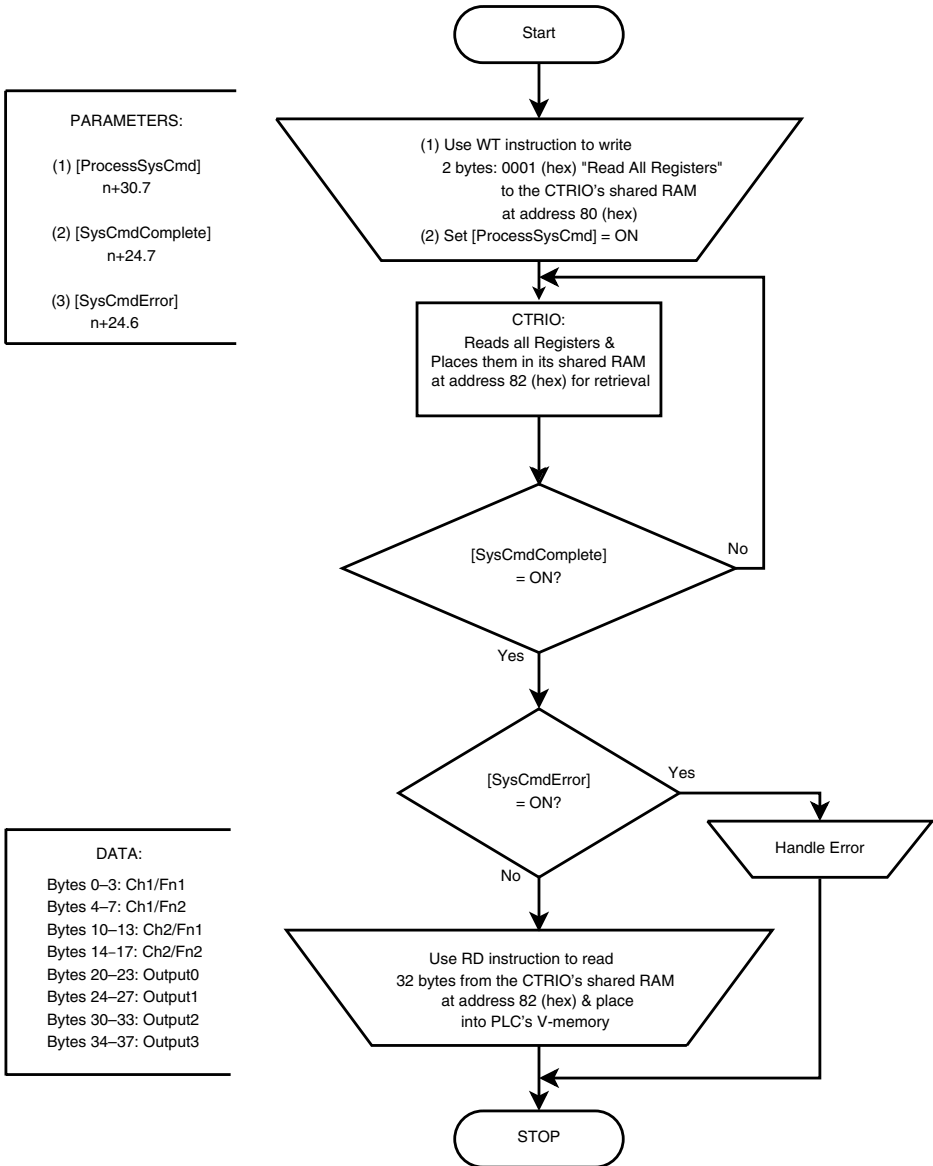 Start
PARAMETERS:
(1) [ProcessSysCmd]
n+30.7
(2) [SysCmdComplete]
n+24.7
(3) [SysCmdError]
n+24.6
(1) Use WT instruction to write
2 bytes: 0001 (hex) "Read All Registers"
to the CTRIO's shared RAM
at address 80 (hex)
(2) Set [ProcessSysCmd] = ON
CTRIO:
Reads all Registers &
Places them in its shared RAM
at address 82 (hex) for retrieval
[SysCmdComplete]
= ON?
No
Yes
[SysCmdError]
= ON?
Yes
No
Handle Error
DATA:
Bytes 0–3: Ch1/Fn1
Bytes 4–7: Ch1/Fn2
Bytes 10–13: Ch2/Fn1
Bytes 14–17: Ch2/Fn2
Bytes 20–23: Output0
Bytes 24–27: Output1
Bytes 30–33: Output2
Bytes 34–37: Output3
Use RD instruction to read
32 bytes from the CTRIO's shared RAM
at address 82 (hex) & place
into PLC's V-memory
STOP